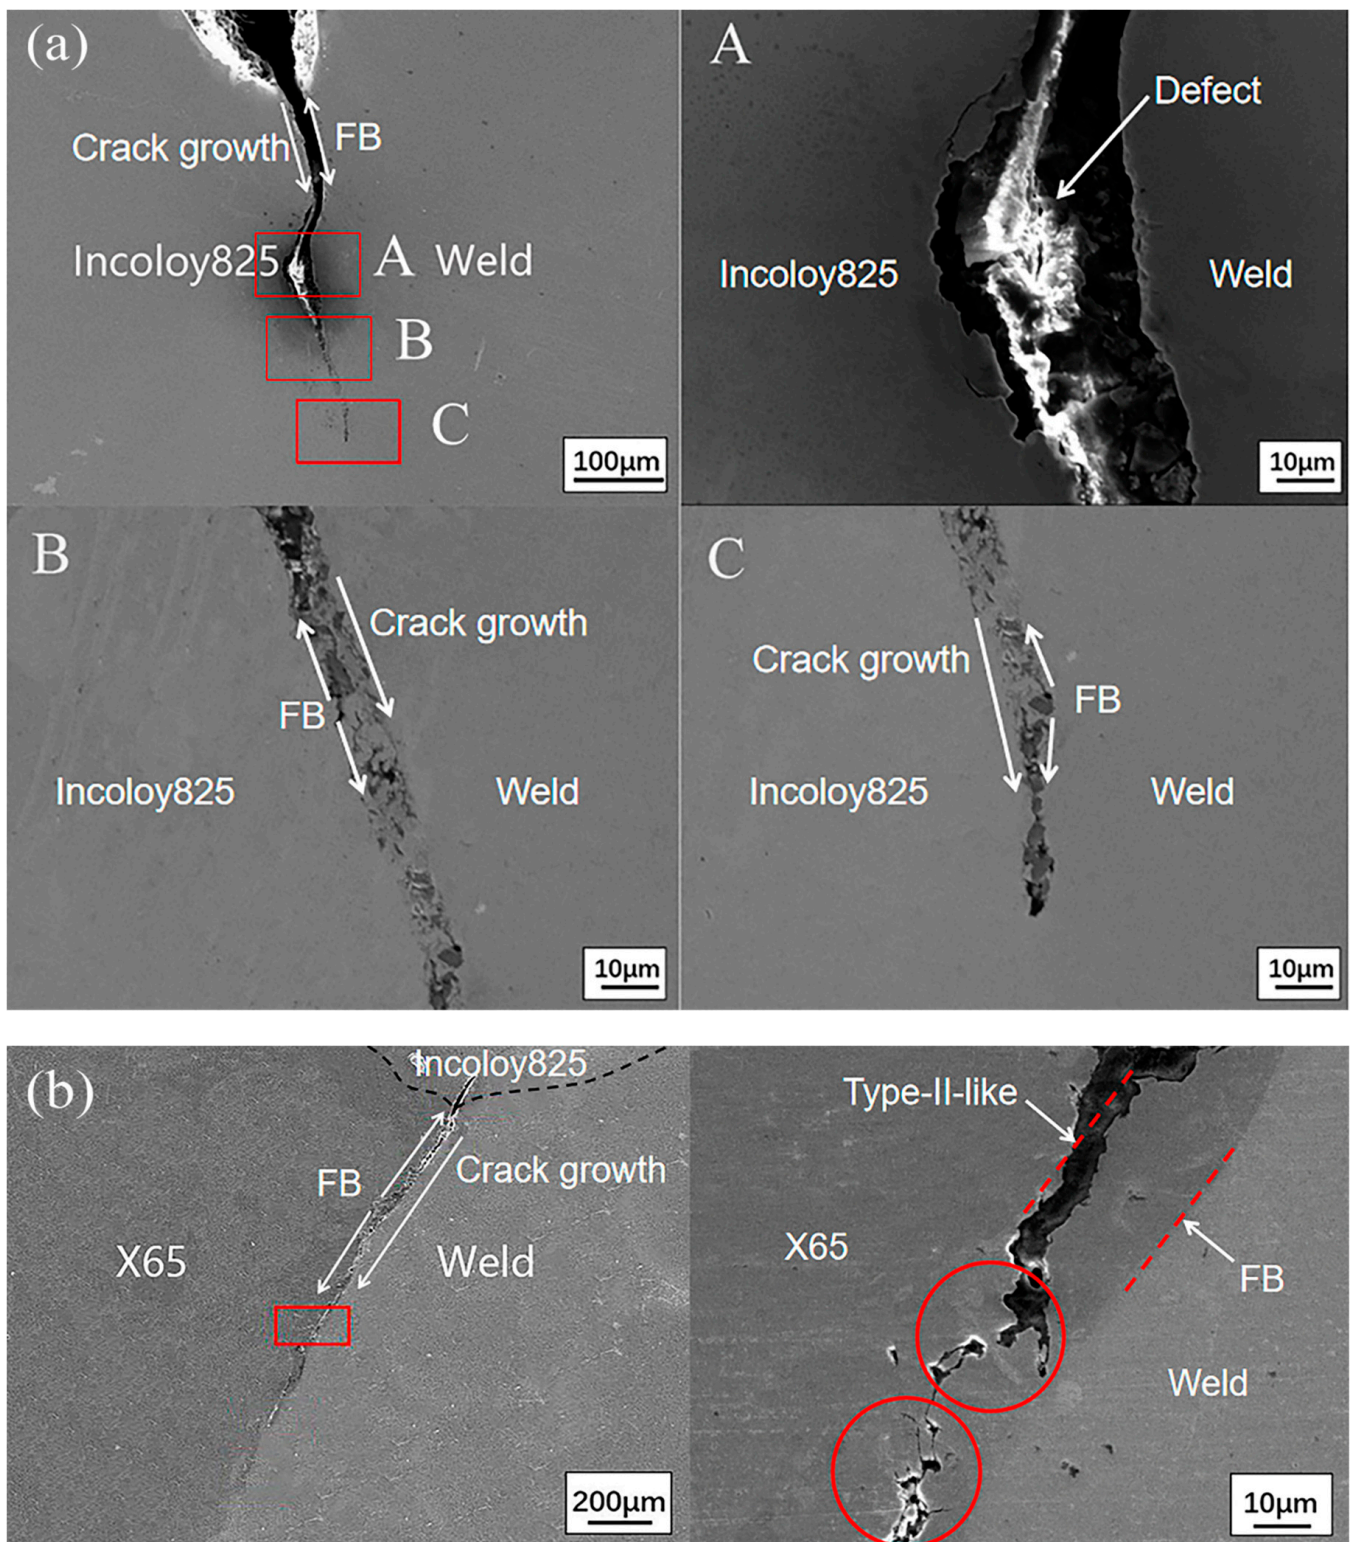 (a)
Crack growth
FB
Incoloy825
A
Weld
B
C
100μm
A
Defect
Incoloy825
Weld
10μm
B
Crack growth
FB
Incoloy825
Weld
10μm
C
Crack growth
FB
Incoloy825
Weld
10μm
(b)
Incoloy825
FB
Crack growth
X65
Weld
200μm
Type-II-like
X65
FB
Weld
10μm